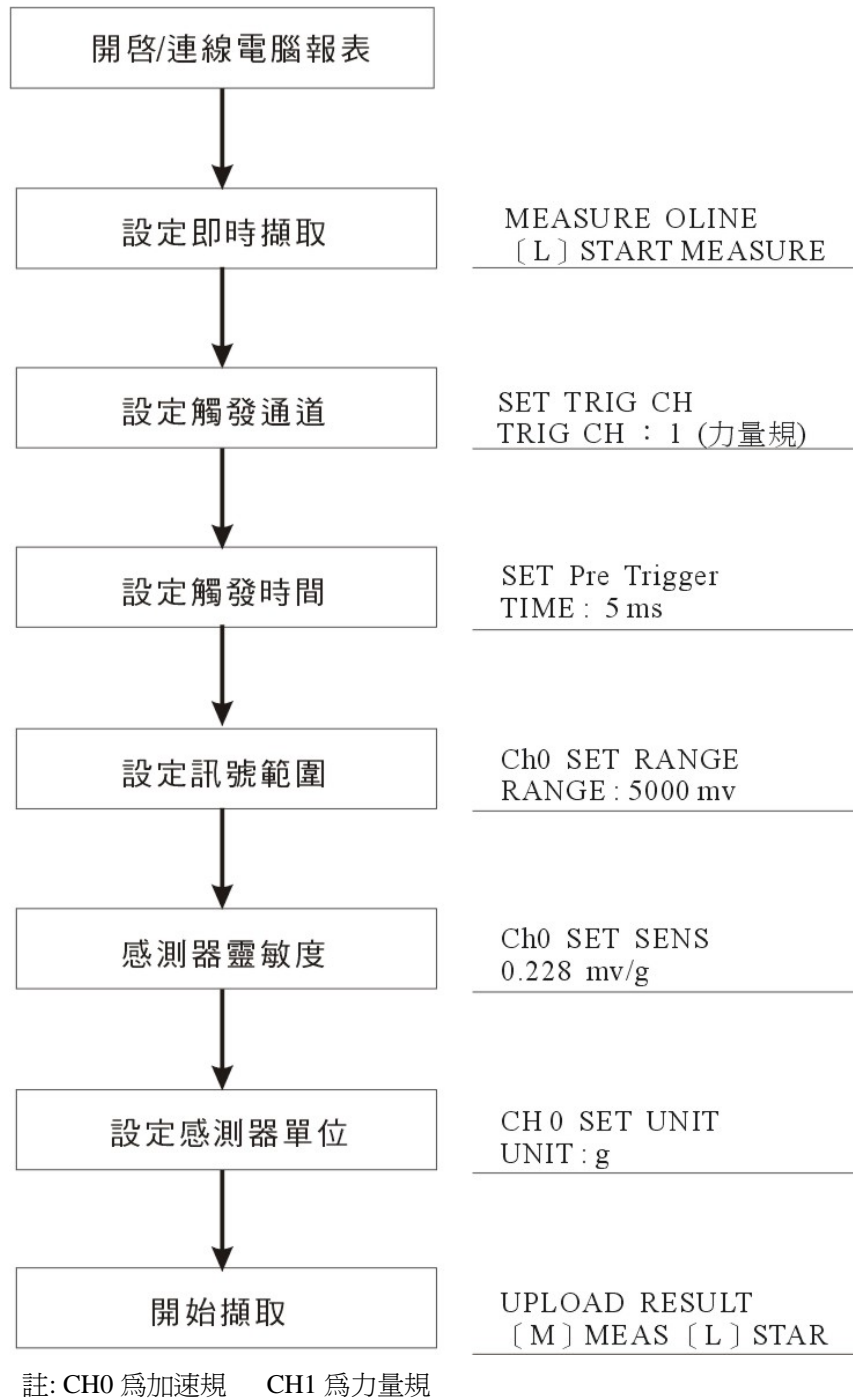 開啓/連線電腦報表
設定即時擷取
MEASURE OLINE
〔L〕START MEASURE
設定觸發通道
SET TRIG CH
TRIG CH : 1 (力量規)
設定觸發時間
SET Pre Trigger
TIME : 5 ms
設定訊號範圍
Ch0 SET RANGE
RANGE : 5000 mv
感測器靈敏度
Ch0 SET SENS
0.228 mv/g
設定感測器單位
CH 0 SET UNIT
UNIT : g
開始擷取
UPLOAD RESULT
〔M〕MEAS〔L〕STAR
註: CH0 爲加速規 CH1 爲力量規